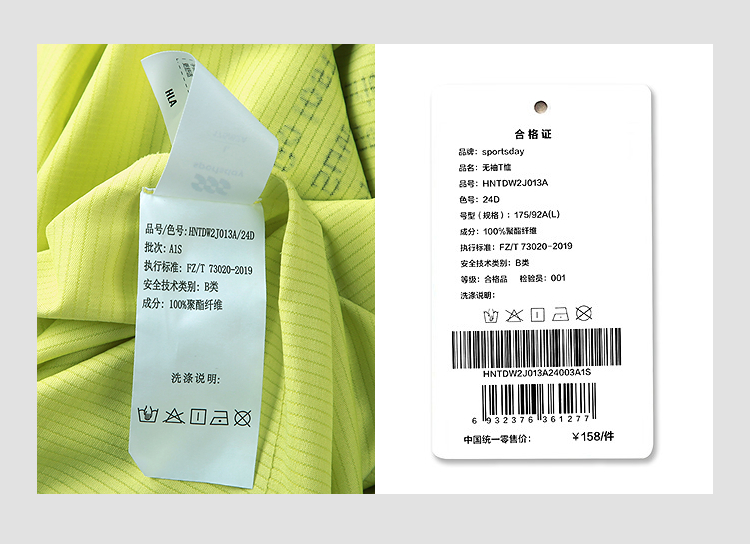 HLA
品号/色号:HNTDW2J013A/24D
批次: A1S
执行标准: FZ/T 73020-2019
安全技术类别: B类
成分: 100%聚酯纤维
洗涤说明:
合格证
品牌: sportsday
品名: 无袖T恤
品号: HNTDW2J013A
色号: 24D
号型（规格）: 175/92A(L)
成分: 100%聚酯纤维
执行标准: FZ/T 73020-2019
安全技术类别: B类
等级: 合格品 检验员: 001
洗涤说明:
HNTDW2J013A24003A1S
6 932376 361277
中国统一零售价: ￥158/件